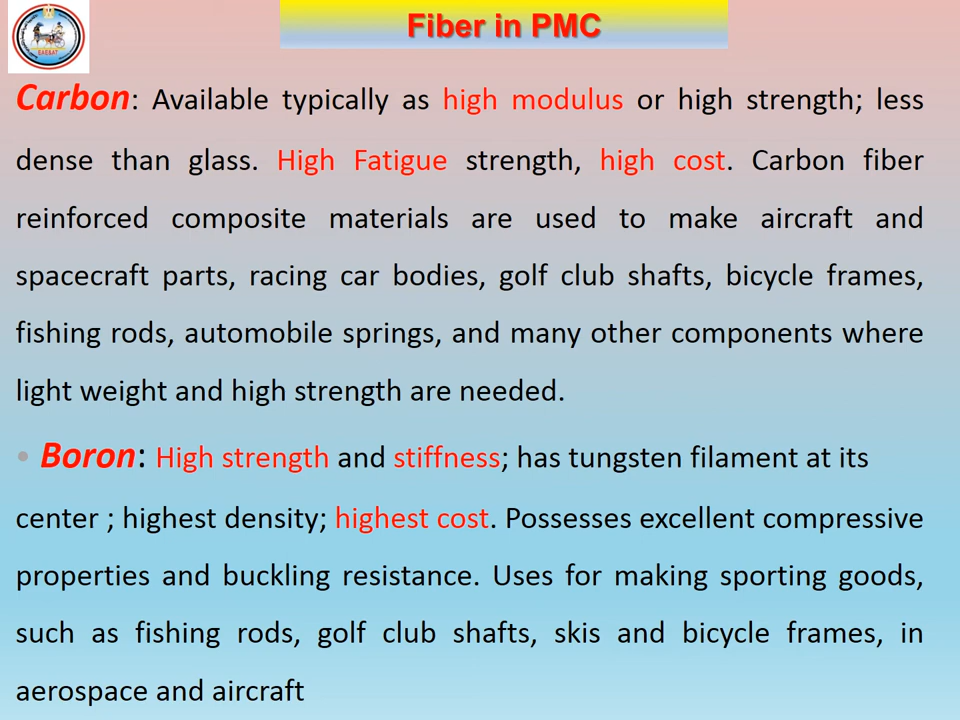 Fiber in PMC
EAESAT
Carbon: Available typically as high modulus or high strength; less
dense than glass. High Fatigue strength, high cost. Carbon fiber
reinforced composite materials are used to make aircraft and
spacecraft parts, racing car bodies, golf club shafts, bicycle frames,
fishing rods, automobile springs, and many other components where
light weight and high strength are needed.
• Boron: High strength and stiffness; has tungsten filament at its
center ; highest density; highest cost. Possesses excellent compressive
properties and buckling resistance. Uses for making sporting goods,
such as fishing rods, golf club shafts, skis and bicycle frames, in
aerospace and aircraft